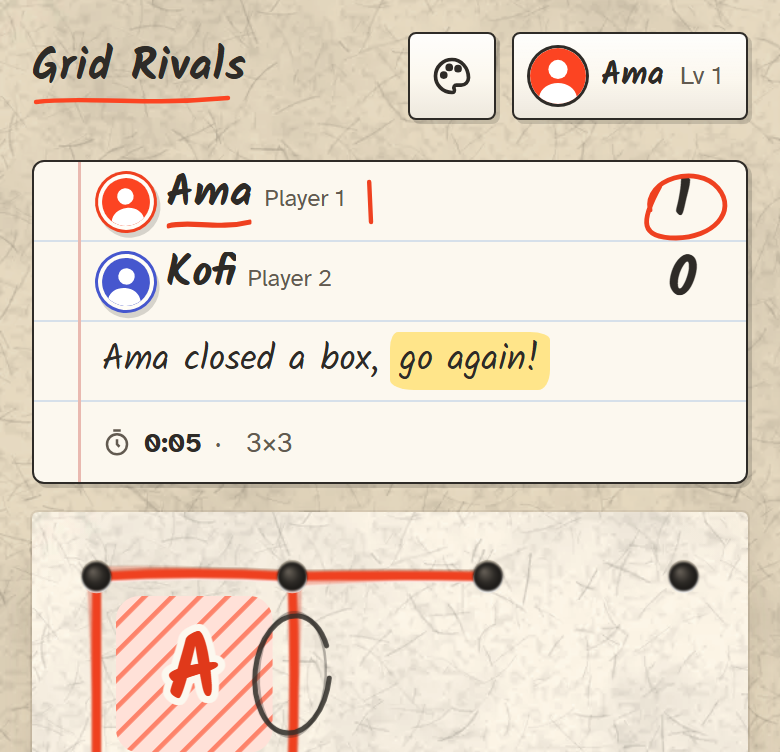 Grid Rivals
Ama Lv 1
Ama Player 1 1
Kofi Player 2 0
Ama closed a box, go again!
0:05 · 3×3
A